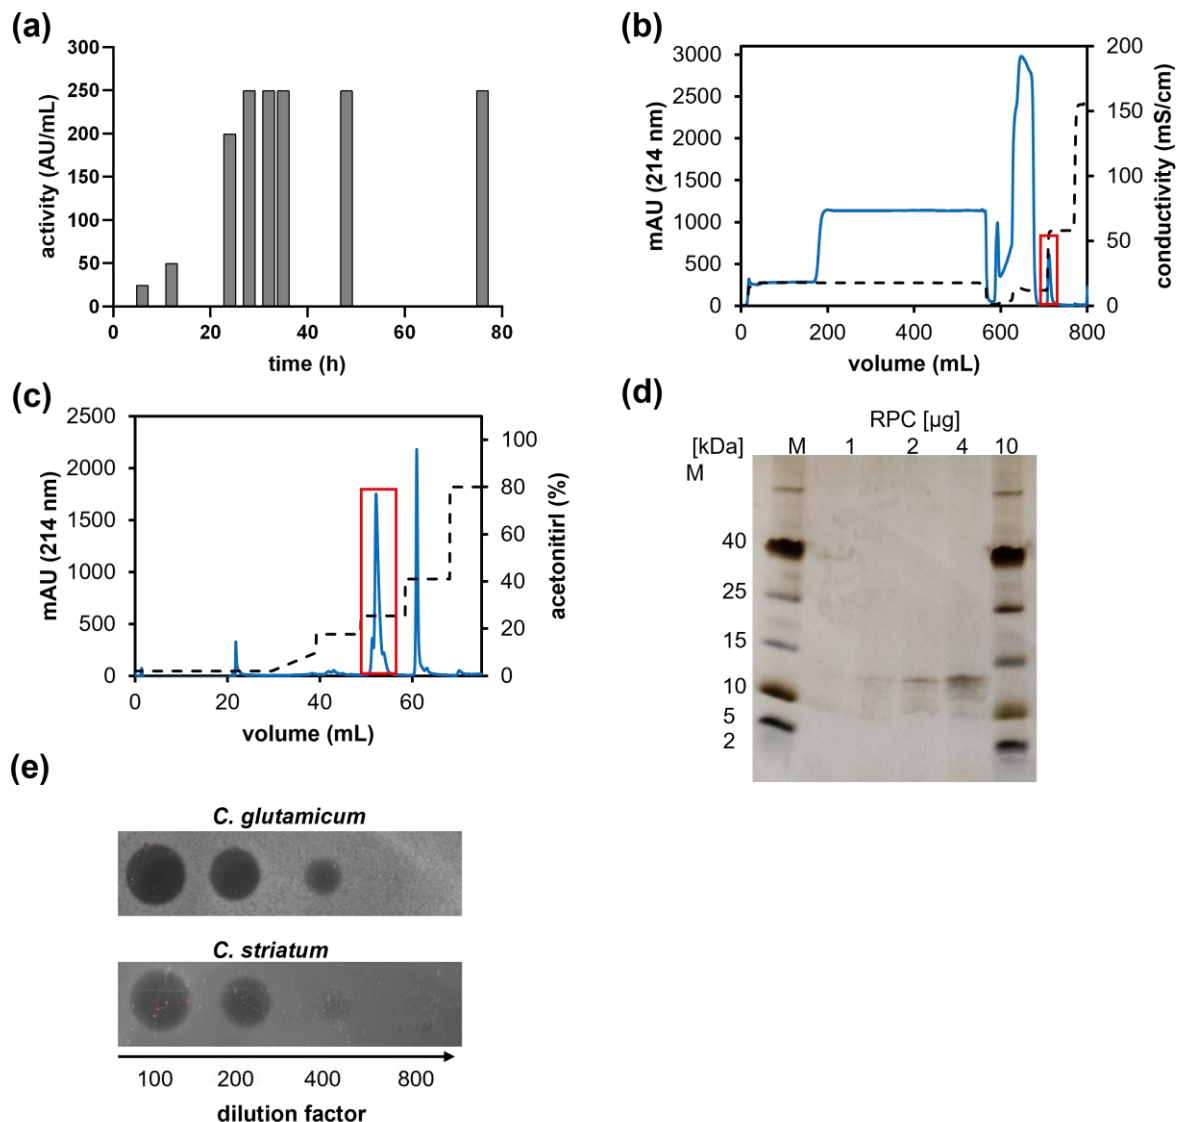 (a)
300
250
200
150
100
50
0
activity (AU/mL)
0 20 40 60 80
time (h)
(b)
3000
2500
2000
1500
1000
500
0
mAU (214 nm)
200
150
100
50
0
conductivity (mS/cm)
0 200 400 600 800
volume (mL)
(c)
2500
2000
1500
1000
500
0
mAU (214 nm)
100
80
60
40
20
0
acetonitirl (%)
0 20 40 60
volume (mL)
(d)
RPC [µg]
[kDa] M 1 2 4 10
M
40
25
15
10
5
2
(e)
C. glutamicum
C. striatum
100 200 400 800
dilution factor